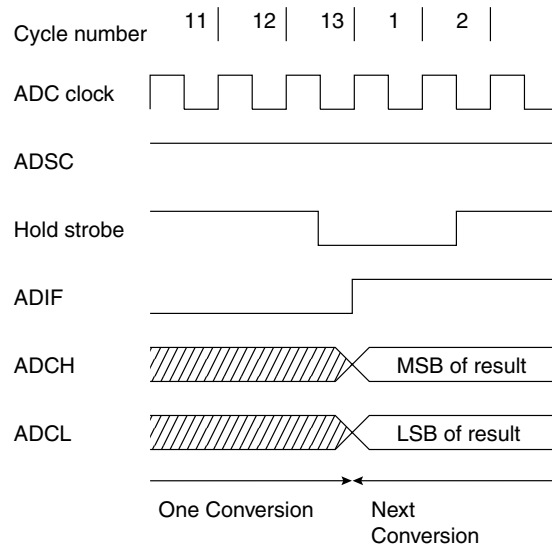 Cycle number 11 12 13 1 2
ADC clock
ADSC
Hold strobe
ADIF
ADCH MSB of result
ADCL LSB of result
One Conversion Next
Conversion